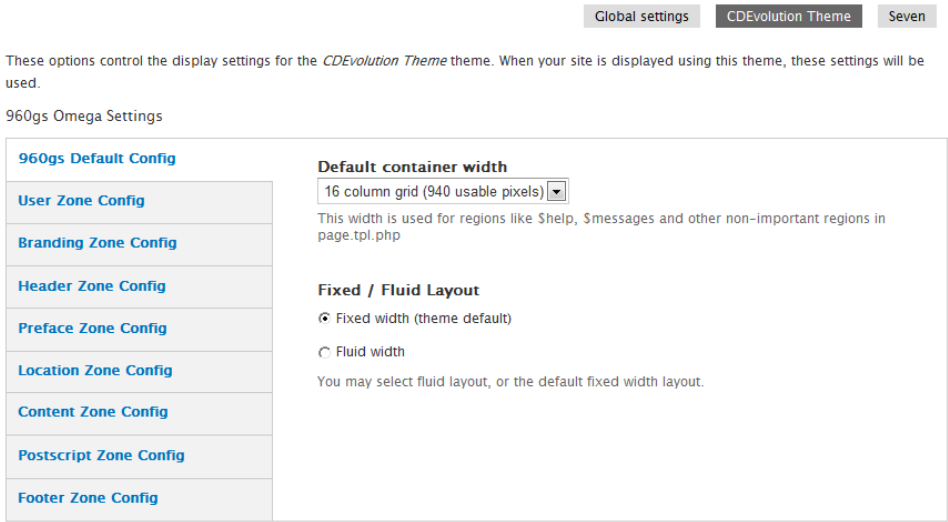 Global settings
CDEvolution Theme
Seven
These options control the display settings for the CDEvolution Theme theme. When your site is displayed using this theme, these settings will be
used.
960gs Omega Settings
960gs Default Config
User Zone Config
Branding Zone Config
Header Zone Config
Preface Zone Config
Location Zone Config
Content Zone Config
Postscript Zone Config
Footer Zone Config
Default container width
16 column grid (940 usable pixels)
This width is used for regions like $help, $messages and other non-important regions in
page.tpl.php
Fixed / Fluid Layout
Fixed width (theme default)
Fluid width
You may select fluid layout, or the default fixed width layout.